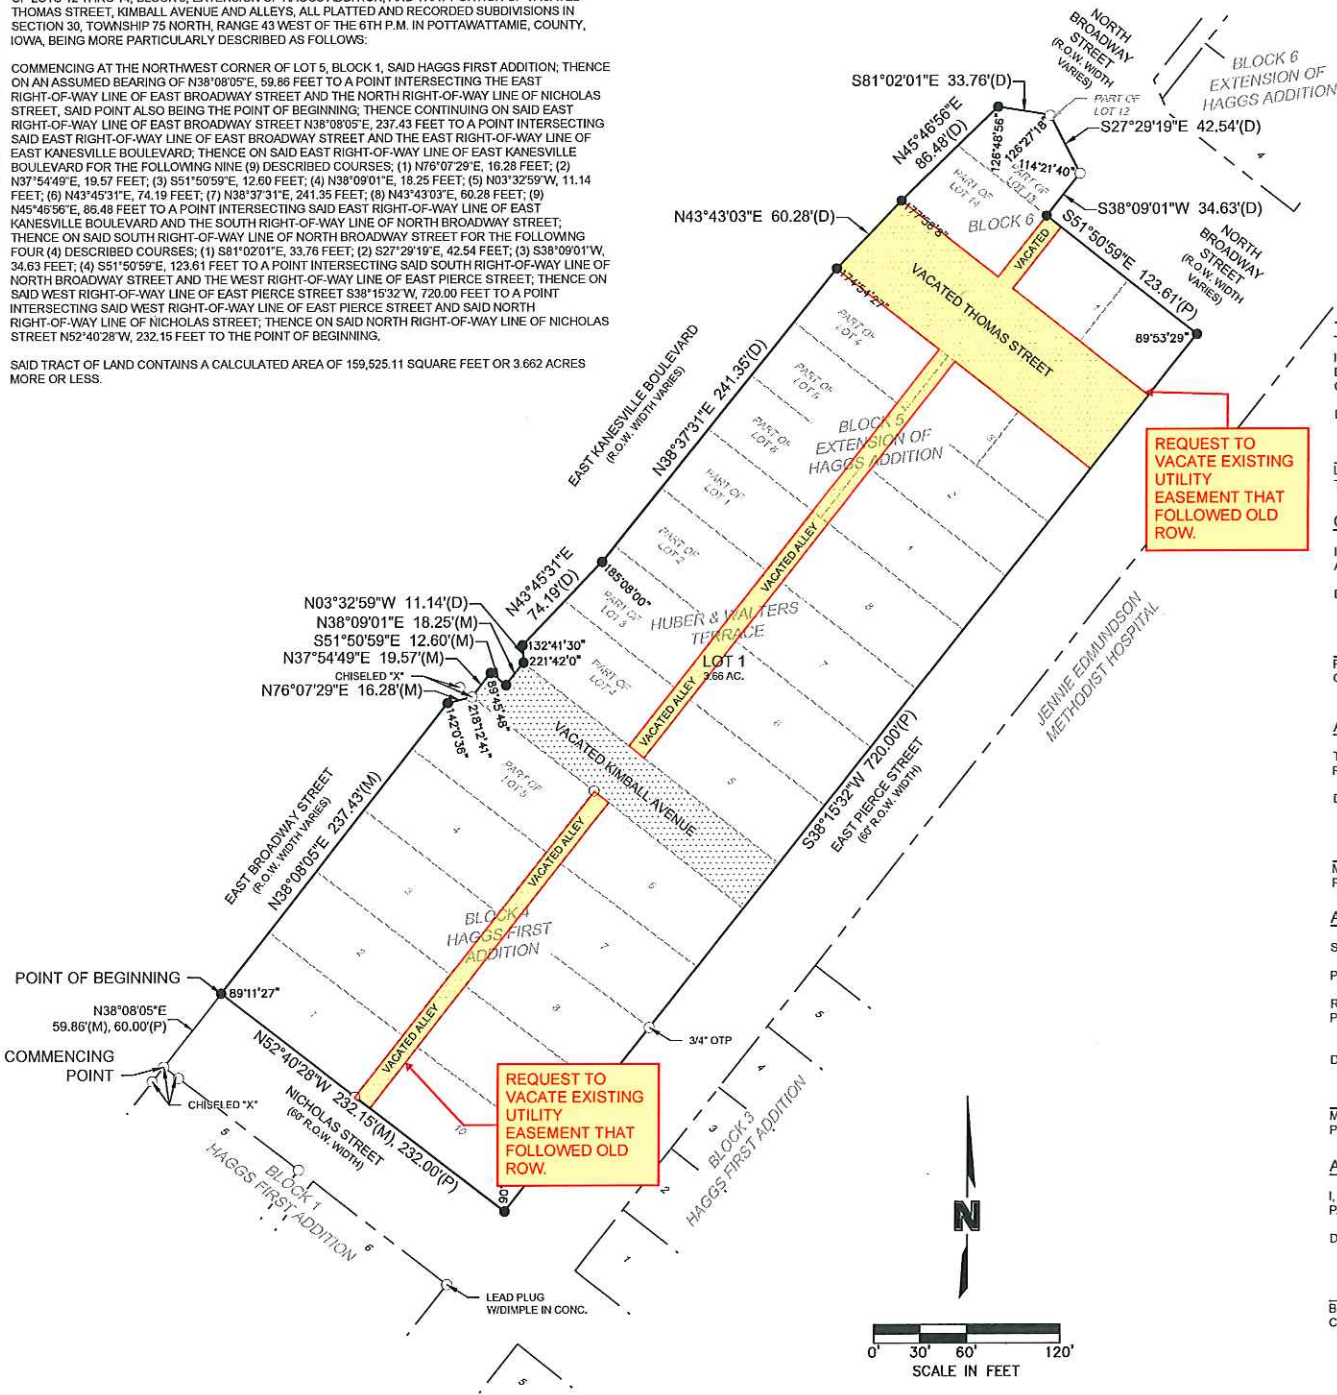 THOMAS STREET, KIMBALL AVENUE AND ALLEYS, ALL PLATTED AND RECORDED SUBDIVISIONS IN
SECTION 30, TOWNSHIP 75 NORTH, RANGE 43 WEST OF THE 6TH P.M. IN POTTAWATTAMIE, COUNTY,
IOWA, BEING MORE PARTICULARLY DESCRIBED AS FOLLOWS:
COMMENCING AT THE NORTHWEST CORNER OF LOT 5, BLOCK 1, SAID HAGGS FIRST ADDITION; THENCE
ON AN ASSUMED BEARING OF N38°08'05"E, 59.86 FEET TO A POINT INTERSECTING THE EAST
RIGHT-OF-WAY LINE OF EAST BROADWAY STREET AND THE NORTH RIGHT-OF-WAY LINE OF NICHOLAS
STREET, SAID POINT ALSO BEING THE POINT OF BEGINNING; THENCE CONTINUING ON SAID EAST
RIGHT-OF-WAY LINE OF EAST BROADWAY STREET N38°08'05"E, 237.43 FEET TO A POINT INTERSECTING
SAID EAST RIGHT-OF-WAY LINE OF EAST BROADWAY STREET AND THE EAST RIGHT-OF-WAY LINE OF
EAST KANESVILLE BOULEVARD; THENCE ON SAID EAST RIGHT-OF-WAY LINE OF EAST KANESVILLE
BOULEVARD FOR THE FOLLOWING NINE (9) DESCRIBED COURSES; (1) N76°07'29"E, 16.28 FEET; (2)
N37°54'49"E, 19.57 FEET; (3) S51°50'59"E, 12.60 FEET; (4) N38°09'01"E, 18.25 FEET; (5) N03°32'59"W, 11.14
FEET; (6) N43°45'31"E, 74.19 FEET; (7) N38°37'31"E, 241.35 FEET; (8) N43°43'03"E, 60.28 FEET; (9)
N45°46'56"E, 86.48 FEET TO A POINT INTERSECTING SAID EAST RIGHT-OF-WAY LINE OF EAST
KANESVILLE BOULEVARD AND THE SOUTH RIGHT-OF-WAY LINE OF NORTH BROADWAY STREET;
THENCE ON SAID SOUTH RIGHT-OF-WAY LINE OF NORTH BROADWAY STREET FOR THE FOLLOWING
FOUR (4) DESCRIBED COURSES; (1) S81°02'01"E, 33.76 FEET; (2) S27°29'19"E, 42.54 FEET; (3) S38°09'01"W,
34.63 FEET; (4) S51°50'59"E, 123.61 FEET TO A POINT INTERSECTING SAID SOUTH RIGHT-OF-WAY LINE OF
NORTH BROADWAY STREET AND THE WEST RIGHT-OF-WAY LINE OF EAST PIERCE STREET; THENCE ON
SAID WEST RIGHT-OF-WAY LINE OF EAST PIERCE STREET S38°15'32"W, 720.00 FEET TO A POINT
INTERSECTING SAID WEST RIGHT-OF-WAY LINE OF EAST PIERCE STREET AND SAID NORTH
RIGHT-OF-WAY LINE OF NICHOLAS STREET; THENCE ON SAID NORTH RIGHT-OF-WAY LINE OF NICHOLAS
STREET N52°40'28"W, 232.15 FEET TO THE POINT OF BEGINNING.
SAID TRACT OF LAND CONTAINS A CALCULATED AREA OF 159,525.11 SQUARE FEET OR 3.662 ACRES
MORE OR LESS.
NORTH
BROADWAY
STREET
(R.O.W. WIDTH
VARIES)
BLOCK 6
EXTENSION OF
HAGGS ADDITION
4
S81°02'01"E 33.76'(D)
PART OF
LOT 12
N45°46'56"E
86.48'(D)
126°48'56"
126°27'18"
S27°29'19"E 42.54'(D)
114°21'40"
PART OF
LOT 13
PART OF
LOT 14
BLOCK 6
S38°09'01"W 34.63'(D)
N43°43'03"E 60.28'(D)
177°56'8"
VACATED
S51°50'59"E 123.61'(P)
NORTH
BROADWAY
STREET
(R.O.W. WIDTH
VARIES)
1
89°53'29"
VACATED THOMAS STREET
174°54'27"
PART OF
LOT 4
PART OF
LOT 5
PART OF
LOT 6
BLOCK 5
EXTENSION OF
HAGGS ADDITION
3
2
1
REQUEST TO
VACATE EXISTING
UTILITY
EASEMENT THAT
FOLLOWED OLD
ROW.
EAST KANESVILLE BOULEVARD
(R.O.W. WIDTH VARIES)
N38°37'31"E 241.35'(D)
PART OF
LOT 1
PART OF
LOT 2
PART OF
LOT 3
PART OF
LOT 4
VACATED ALLEY
HUBER & WALTERS
TERRACE
LOT 1
3.66 AC.
VACATED ALLEY
8
7
6
5
185°08'00"
N43°45'31"E
74.19'(D)
N03°32'59"W 11.14'(D)
N38°09'01"E 18.25'(M)
S51°50'59"E 12.60'(M)
N37°54'49"E 19.57'(M)
CHISELED "X"
N76°07'29"E 16.28'(M)
132°41'30"
221°42'0"
89°45'48"
218°12'41"
142°0'36"
VACATED KIMBALL AVENUE
JENNIE EDMUNDSON
METHODIST HOSPITAL
S38°15'32"W 720.00'(P)
EAST PIERCE STREET
(60' R.O.W. WIDTH)
EAST BROADWAY STREET
(R.O.W. WIDTH VARIES)
N38°08'05"E 237.43'(M)
PART OF
LOT 5
4
3
2
1
VACATED ALLEY
BLOCK 4
HAGGS FIRST
ADDITION
6
7
8
10
VACATED ALLEY
POINT OF BEGINNING
89°11'27"
N38°08'05"E
59.86'(M), 60.00'(P)
COMMENCING
POINT
CHISELED "X"
N52°40'28"W 232.15'(M), 232.00'(P)
NICHOLAS STREET
(60' R.O.W. WIDTH)
REQUEST TO
VACATE EXISTING
UTILITY
EASEMENT THAT
FOLLOWED OLD
ROW.
3/4" OTP
5
BLOCK 1
HAGGS FIRST ADDITION
6
LEAD PLUG
W/DIMPLE IN CONC.
5
4
3
2
1
BLOCK 3
HAGGS FIRST ADDITION
5
N
0' 30' 60' 120'
SCALE IN FEET